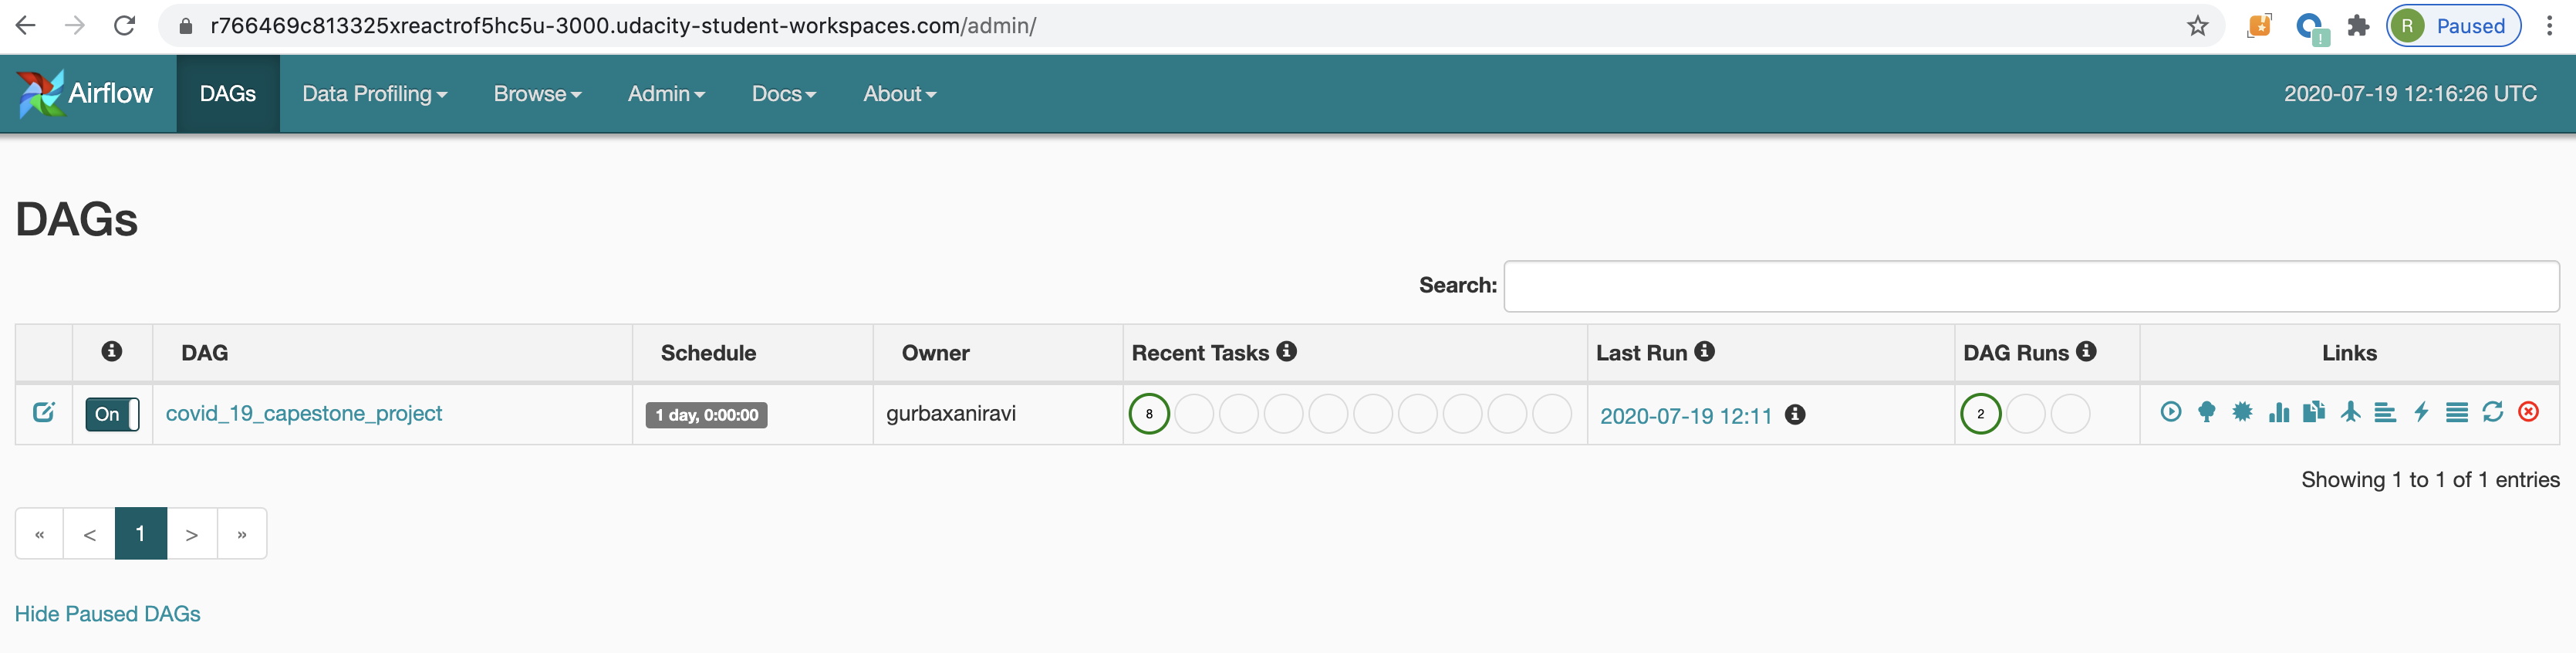 r766469c813325xreactrof5hc5u-3000.udacity-student-workspaces.com/admin/ R Paused
Airflow DAGs Data Profiling Browse Admin Docs About 2020-07-19 12:16:26 UTC
DAGs
Search:
DAG Schedule Owner Recent Tasks Last Run DAG Runs Links
On covid_19_capestone_project 1 day, 0:00:00 gurbaxaniravi 8 2020-07-19 12:11 2
Showing 1 to 1 of 1 entries
« < 1 > »
Hide Paused DAGs